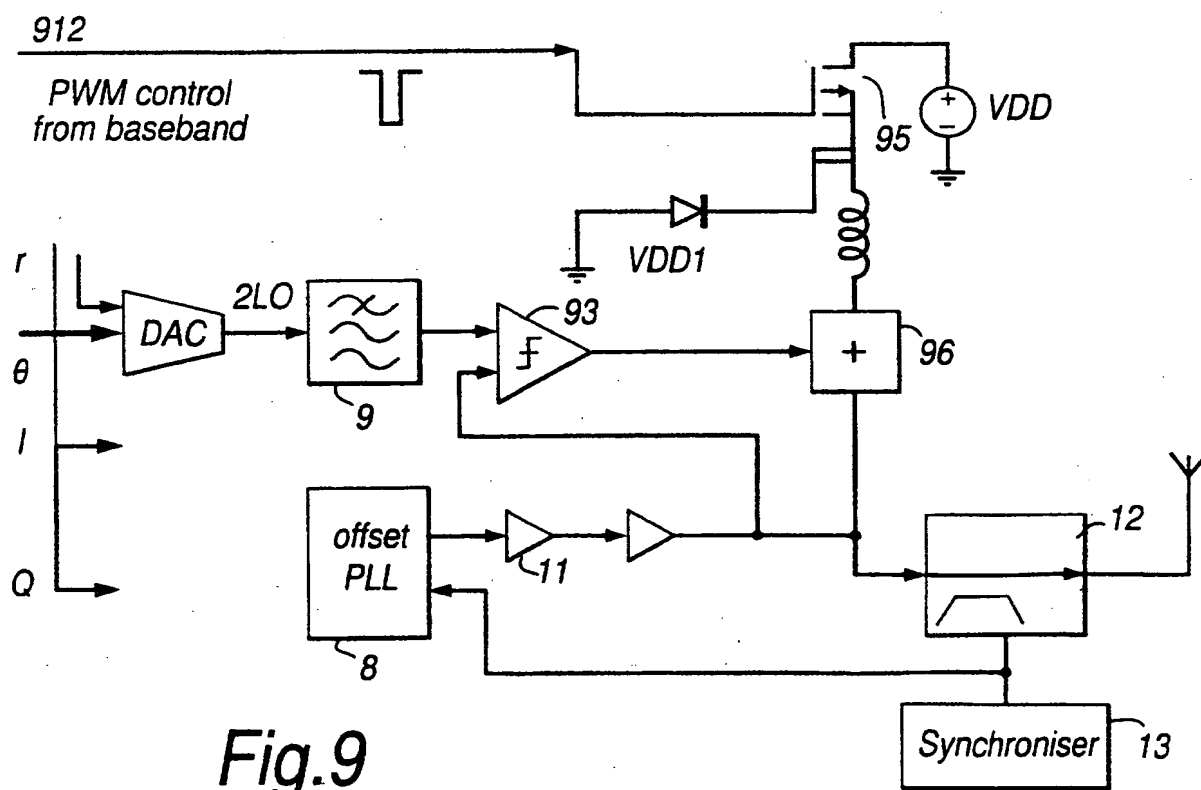 912
PWM control
from baseband
95
VDD
+
−
VDD1
r
θ
I
Q
DAC
2LO
9
93
+
96
offset
PLL
8
11
12
Synchroniser
13
Fig.9